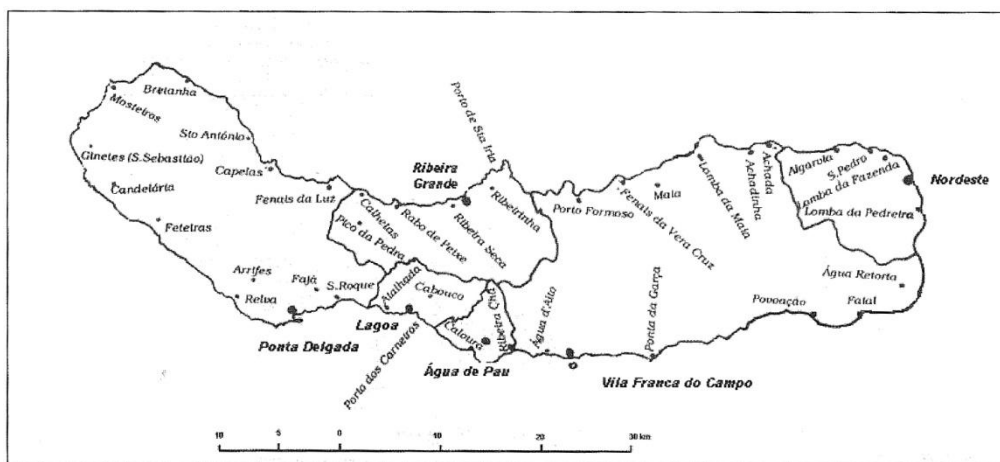 Bretanha
Mosteiros
Sto António
Ginetes (S.Sebastião)
Capelas
Candelária
Fenais da Luz
Feteiras
Arrifes
Fajã
S.Roque
Relva
Ponta Delgada
Ribeira
Grande
Porto de Sta Iria
Calhetas
Pico da Pedra
Rabo de Peixe
Ribeira Seca
Ribeirinha
Atalhada
Cabouco
Lagoa
Porto dos Carneiros
Caloura
Ribeira Chã
Água de Pau
Água d'Alto
Porto Formoso
Fenais da Vera Cruz
Maia
Lomba da Maia
Achadinha
Achada
Algarvia
S.Pedro
Lomba da Fazenda
Nordeste
Lomba da Pedreira
Água Retorta
Povoação
Faial
Ponta da Garça
Vila Franca do Campo
10 5 0 10 20 30 km